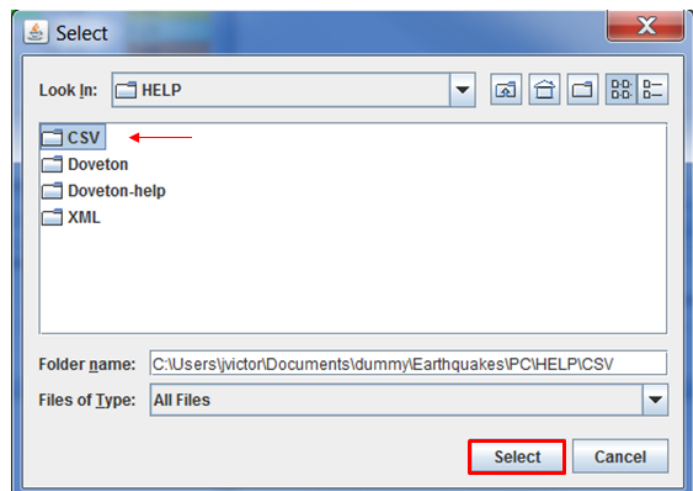 Select
Look In: HELP
CSV
Doveton
Doveton-help
XML
Folder name: C:\Users\jvictor\Documents\dummy\Earthquakes\PC\HELP\CSV
Files of Type: All Files
Select Cancel